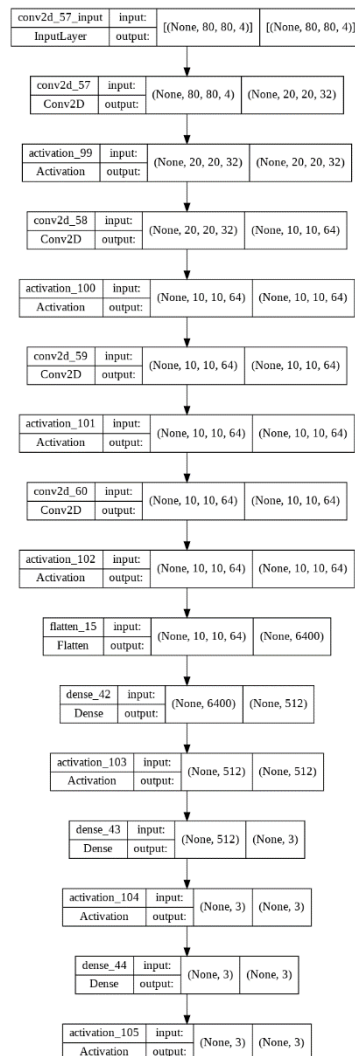 conv2d_57_input input: [(None, 80, 80, 4)] [(None, 80, 80, 4)]
InputLayer output:
conv2d_57 input: (None, 80, 80, 4) (None, 20, 20, 32)
Conv2D output:
activation_99 input: (None, 20, 20, 32) (None, 20, 20, 32)
Activation output:
conv2d_58 input: (None, 20, 20, 32) (None, 10, 10, 64)
Conv2D output:
activation_100 input: (None, 10, 10, 64) (None, 10, 10, 64)
Activation output:
conv2d_59 input: (None, 10, 10, 64) (None, 10, 10, 64)
Conv2D output:
activation_101 input: (None, 10, 10, 64) (None, 10, 10, 64)
Activation output:
conv2d_60 input: (None, 10, 10, 64) (None, 10, 10, 64)
Conv2D output:
activation_102 input: (None, 10, 10, 64) (None, 10, 10, 64)
Activation output:
flatten_15 input: (None, 10, 10, 64) (None, 6400)
Flatten output:
dense_42 input: (None, 6400) (None, 512)
Dense output:
activation_103 input: (None, 512) (None, 512)
Activation output:
dense_43 input: (None, 512) (None, 3)
Dense output:
activation_104 input: (None, 3) (None, 3)
Activation output:
dense_44 input: (None, 3) (None, 3)
Dense output:
activation_105 input: (None, 3) (None, 3)
Activation output: